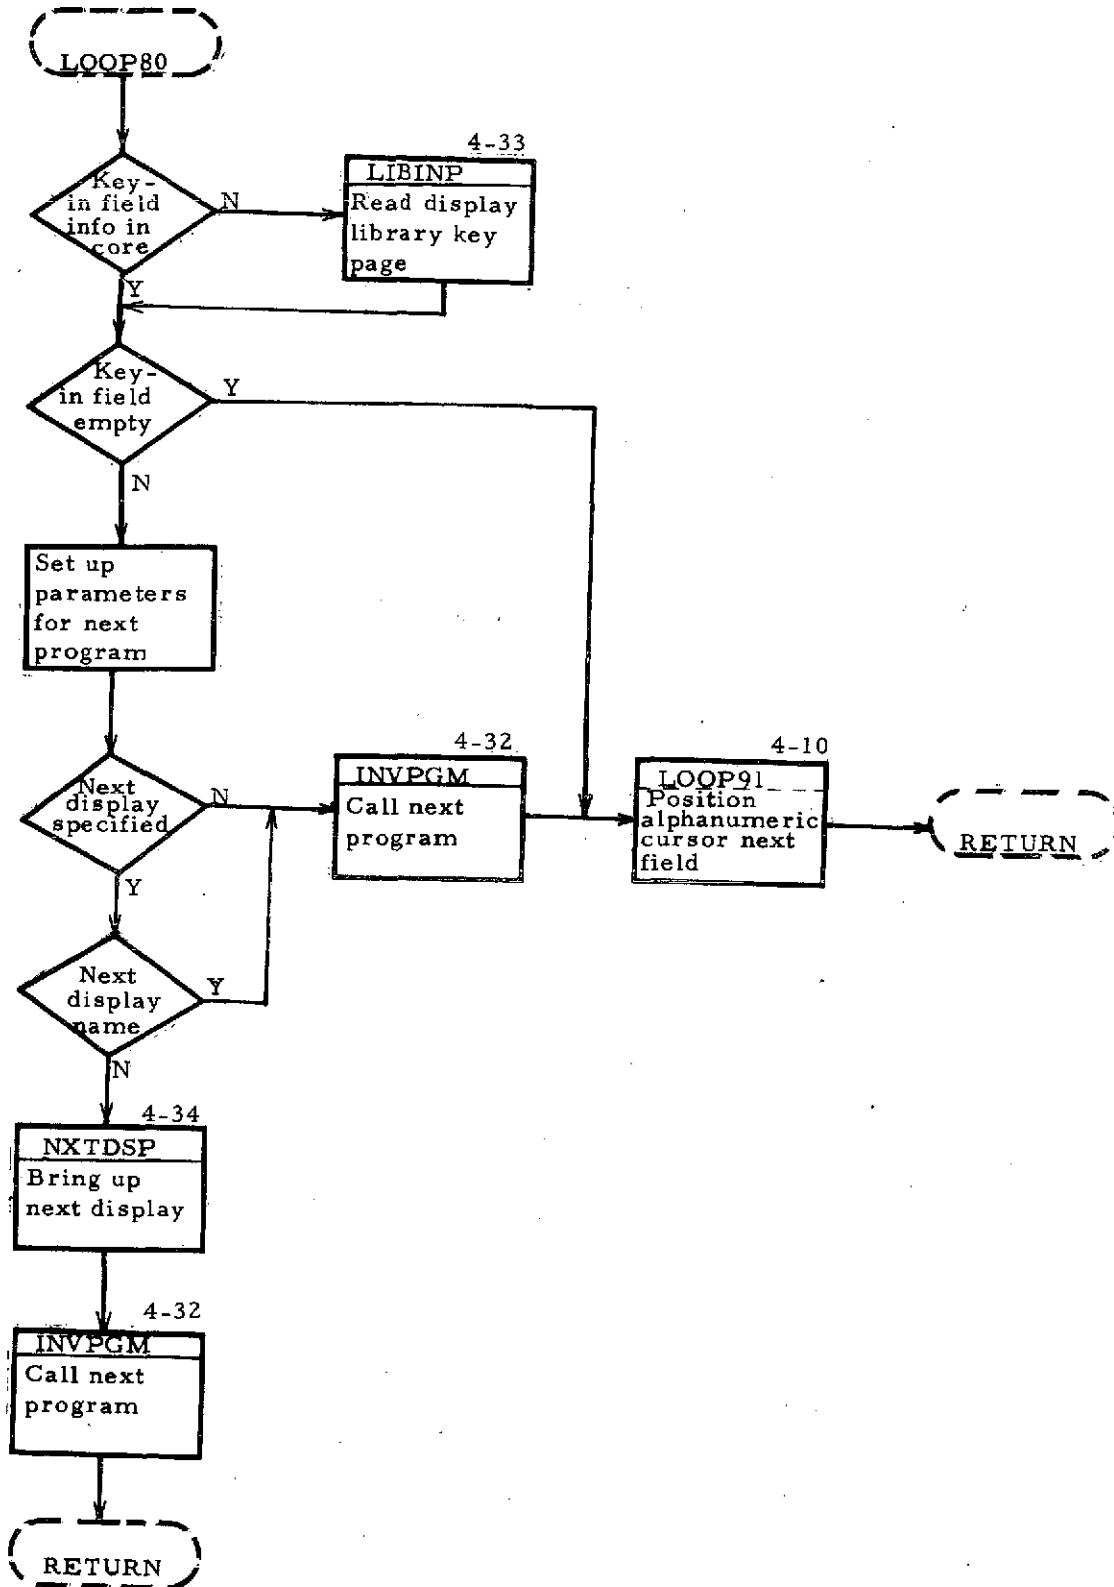 LOOP80
Key-
in field
info in
core
N
Y
4-33
LIBINP
Read display
library key
page
Key-
in field
empty
Y
N
Set up
parameters
for next
program
Next
display
specified
N
Y
4-32
INVPGM
Call next
program
4-10
LOOP91
Position
alphanumeric
cursor next
field
RETURN
Next
display
name
Y
N
4-34
NXTDSP
Bring up
next display
4-32
INVPGM
Call next
program
RETURN